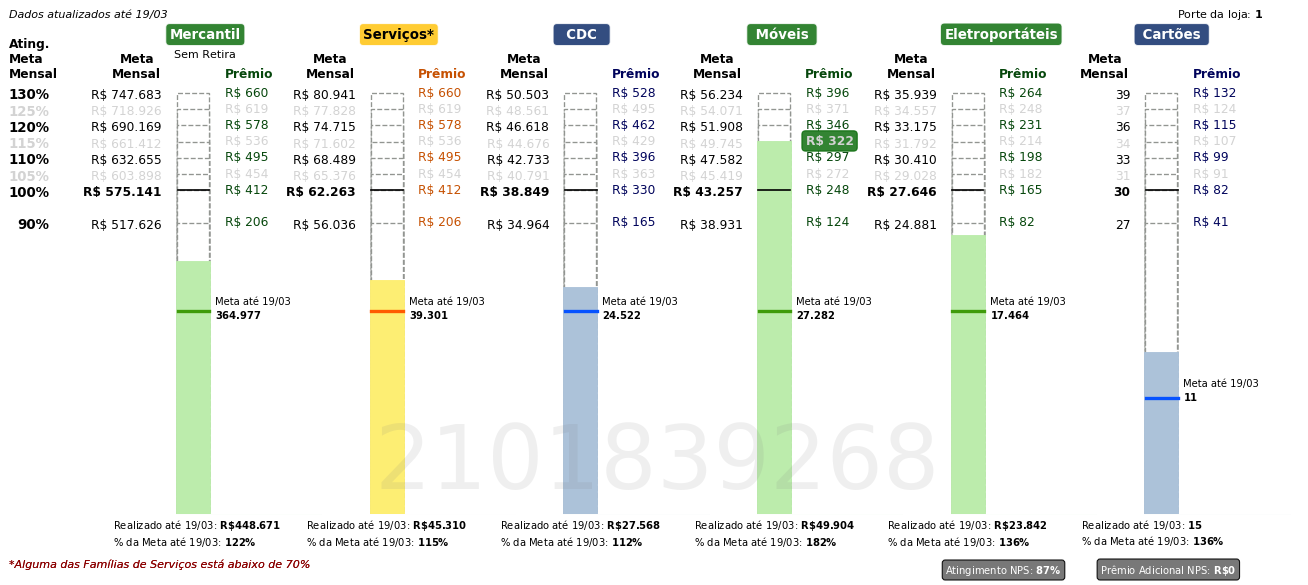 Dados atualizados até 19/03
Porte da loja: 1
Mercantil Serviços* CDC Móveis Eletroportáteis Cartões
Sem Retira
Ating. Meta Mensal
Meta Mensal Prêmio Meta Mensal Prêmio Meta Mensal Prêmio Meta Mensal Prêmio Meta Mensal Prêmio Meta Mensal Prêmio
130% R$ 747.683 R$ 660 R$ 80.941 R$ 660 R$ 50.503 R$ 528 R$ 56.234 R$ 396 R$ 35.939 R$ 264 39 R$ 132
125% R$ 718.926 R$ 619 R$ 77.828 R$ 619 R$ 48.561 R$ 495 R$ 54.071 R$ 371 R$ 34.557 R$ 248 37 R$ 124
120% R$ 690.169 R$ 578 R$ 74.715 R$ 578 R$ 46.618 R$ 462 R$ 51.908 R$ 346 R$ 33.175 R$ 231 36 R$ 115
115% R$ 661.412 R$ 536 R$ 71.602 R$ 536 R$ 44.676 R$ 429 R$ 49.745 R$ 322 R$ 31.792 R$ 214 34 R$ 107
110% R$ 632.655 R$ 495 R$ 68.489 R$ 495 R$ 42.733 R$ 396 R$ 47.582 R$ 297 R$ 30.410 R$ 198 33 R$ 99
105% R$ 603.898 R$ 454 R$ 65.376 R$ 454 R$ 40.791 R$ 363 R$ 45.419 R$ 272 R$ 29.028 R$ 182 31 R$ 91
100% R$ 575.141 R$ 412 R$ 62.263 R$ 412 R$ 38.849 R$ 330 R$ 43.257 R$ 248 R$ 27.646 R$ 165 30 R$ 82
90% R$ 517.626 R$ 206 R$ 56.036 R$ 206 R$ 34.964 R$ 165 R$ 38.931 R$ 124 R$ 24.881 R$ 82 27 R$ 41
Meta até 19/03 Meta até 19/03 Meta até 19/03 Meta até 19/03 Meta até 19/03
364.977 39.301 24.522 27.282 17.464
Meta até 19/03
11
2101839268
Realizado até 19/03: R$448.671 Realizado até 19/03: R$45.310 Realizado até 19/03: R$27.568 Realizado até 19/03: R$49.904 Realizado até 19/03: R$23.842 Realizado até 19/03: 15
% da Meta até 19/03: 122% % da Meta até 19/03: 115% % da Meta até 19/03: 112% % da Meta até 19/03: 182% % da Meta até 19/03: 136% % da Meta até 19/03: 136%
*Alguma das Famílias de Serviços está abaixo de 70%
Atingimento NPS: 87% Prêmio Adicional NPS: R$0